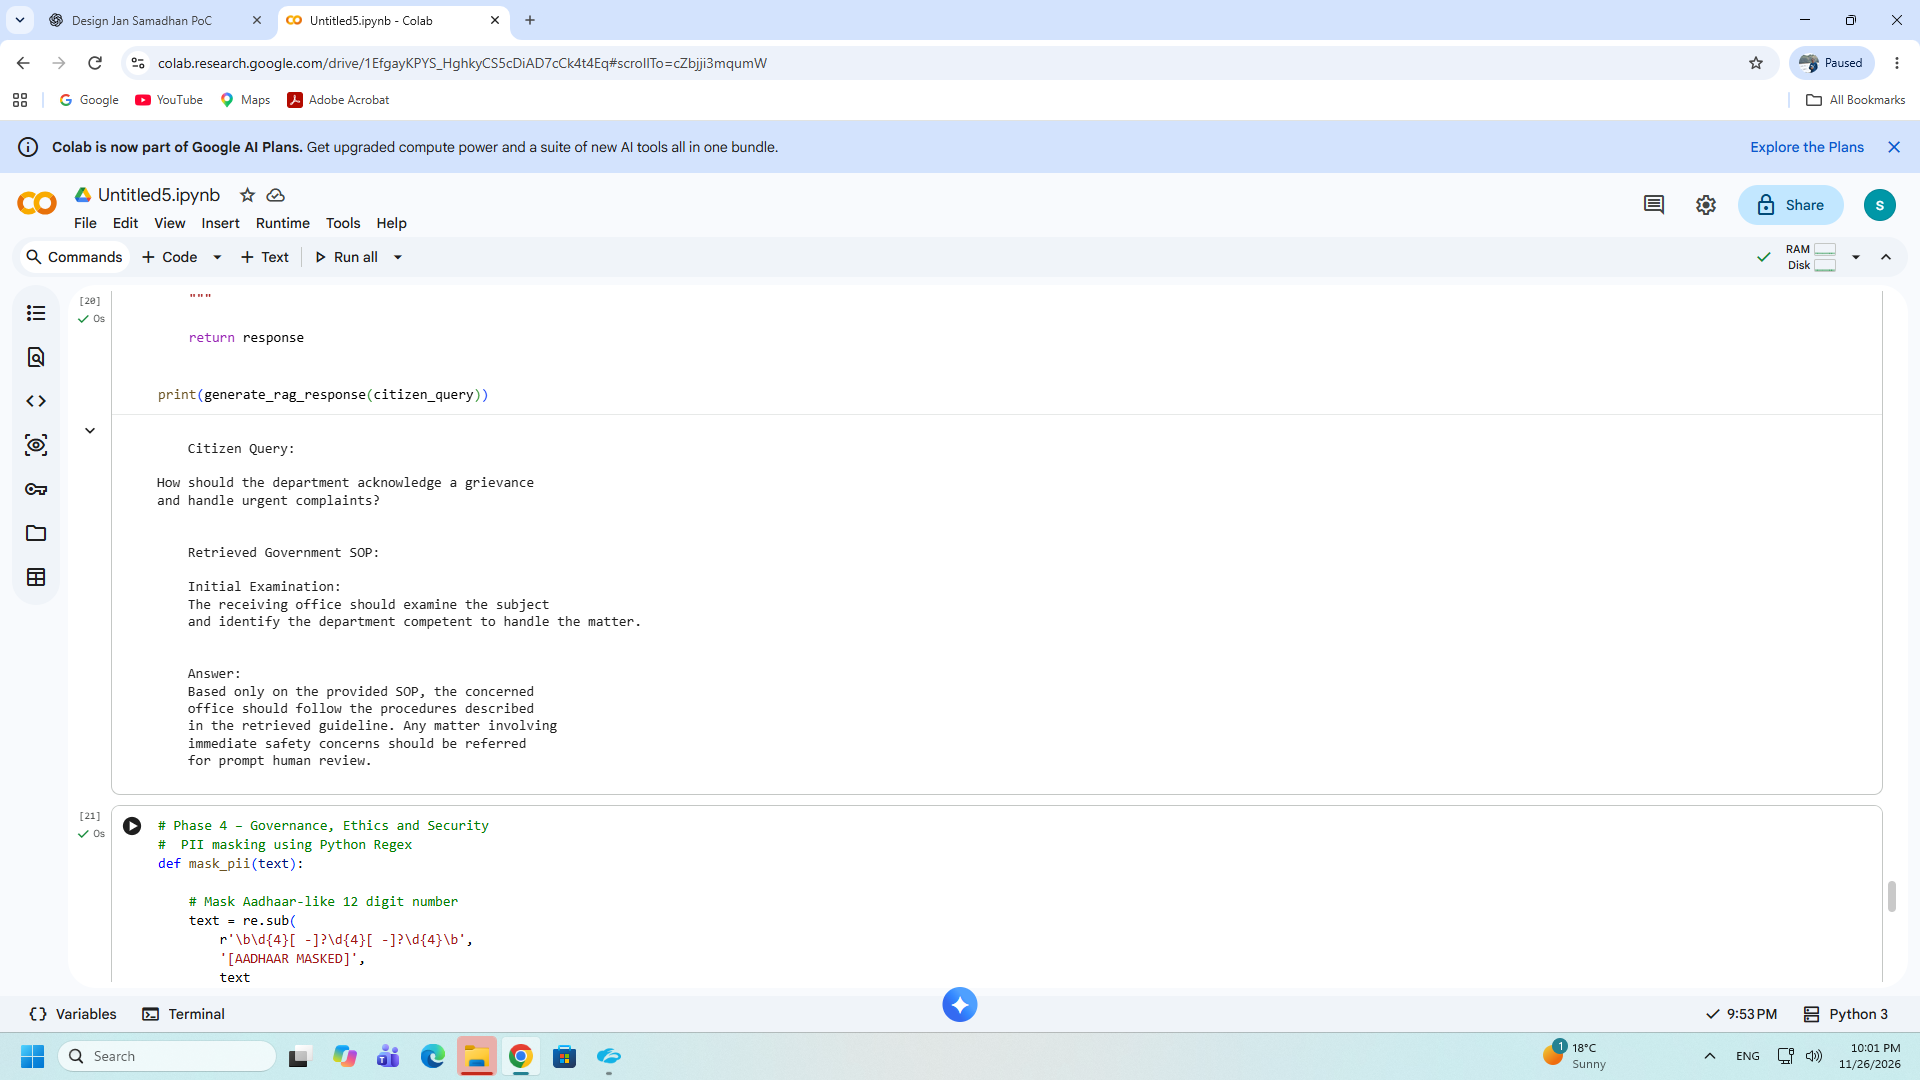 Design Jan Samadhan PoC
Untitled5.ipynb - Colab
colab.research.google.com/drive/1EfgayKPYS_HghkyCS5cDiAD7cCk4t4Eq#scrollTo=cZbjji3mqumW
Paused
Google
YouTube
Maps
Adobe Acrobat
All Bookmarks
Colab is now part of Google AI Plans. Get upgraded compute power and a suite of new AI tools all in one bundle.
Explore the Plans
Untitled5.ipynb
Share
S
File Edit View Insert Runtime Tools Help
Commands
+ Code
+ Text
Run all
RAM
Disk
[20]
0s
"""
return response
print(generate_rag_response(citizen_query))
Citizen Query:
How should the department acknowledge a grievance
and handle urgent complaints?
Retrieved Government SOP:
Initial Examination:
The receiving office should examine the subject
and identify the department competent to handle the matter.
Answer:
Based only on the provided SOP, the concerned
office should follow the procedures described
in the retrieved guideline. Any matter involving
immediate safety concerns should be referred
for prompt human review.
[21]
0s
# Phase 4 – Governance, Ethics and Security
#  PII masking using Python Regex
def mask_pii(text):
# Mask Aadhaar-like 12 digit number
text = re.sub(
r'\b\d{4}[ -]?\d{4}[ -]?\d{4}\b',
'[AADHAAR MASKED]',
text
Variables
Terminal
9:53 PM
Python 3
Search
1
18°C
Sunny
ENG
10:01 PM
11/26/2026